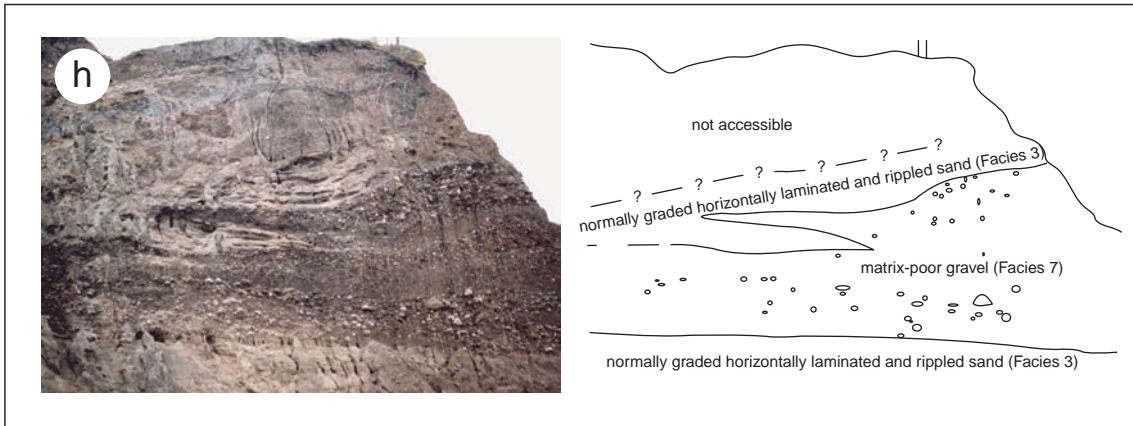 h
not accessible
? ? ? ? ? ?
normally graded horizontally laminated and rippled sand (Facies 3)
matrix-poor gravel (Facies 7)
normally graded horizontally laminated and rippled sand (Facies 3)